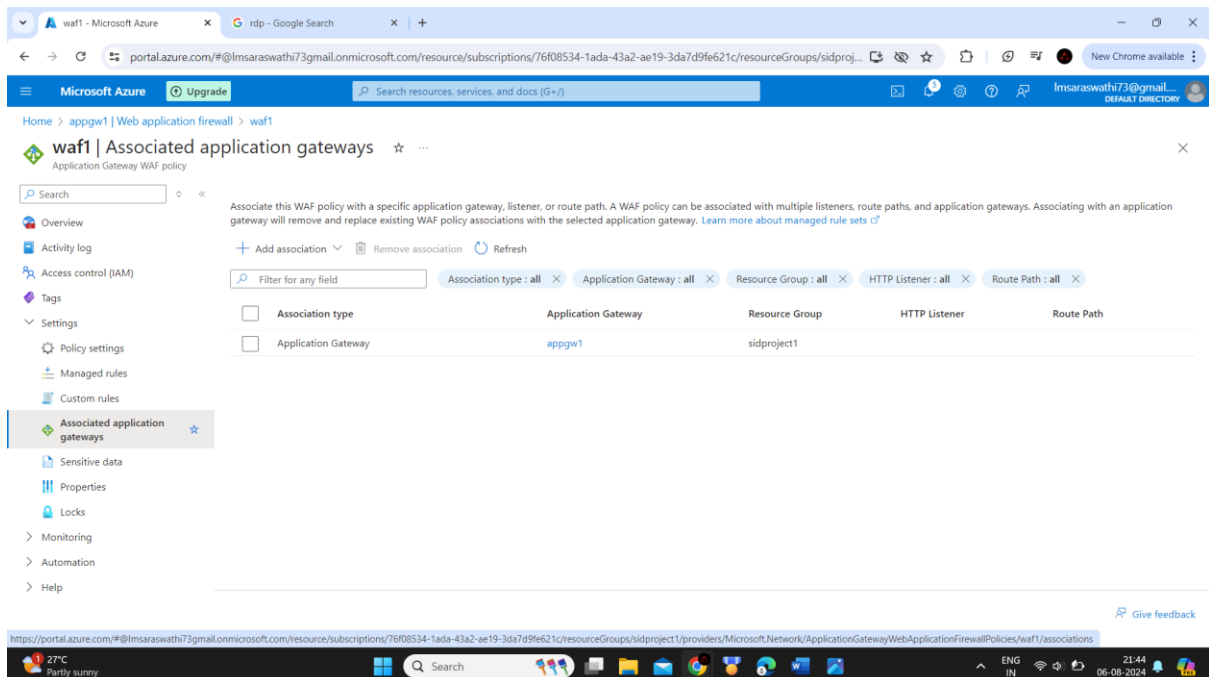 waf1 - Microsoft Azure
rdp - Google Search
portal.azure.com/#@lmsaraswathi73gmail.onmicrosoft.com/resource/subscriptions/76f08534-1ada-43a2-ae19-3da7d9fe621c/resourceGroups/sidproj...
New Chrome available
Microsoft Azure
Upgrade
Search resources, services, and docs (G+/)
5
lmsaraswathi73@gmail....
DEFAULT DIRECTORY
Home > appgw1 | Web application firewall > waf1
waf1 | Associated application gateways
Application Gateway WAF policy
Search
Overview
Activity log
Access control (IAM)
Tags
Settings
Policy settings
Managed rules
Custom rules
Associated application
gateways
Sensitive data
Properties
Locks
Monitoring
Automation
Help
Associate this WAF policy with a specific application gateway, listener, or route path. A WAF policy can be associated with multiple listeners, route paths, and application gateways. Associating with an application
gateway will remove and replace existing WAF policy associations with the selected application gateway. Learn more about managed rule sets
Add association Remove association Refresh
Filter for any field
Association type : all
Application Gateway : all
Resource Group : all
HTTP Listener : all
Route Path : all
Association type Application Gateway Resource Group HTTP Listener Route Path
Application Gateway appgw1 sidproject1
Give feedback
https://portal.azure.com/#@lmsaraswathi73gmail.onmicrosoft.com/resource/subscriptions/76f08534-1ada-43a2-ae19-3da7d9fe621c/resourceGroups/sidproject1/providers/Microsoft.Network/ApplicationGatewayWebApplicationFirewallPolicies/waf1/associations
1
27°C
Partly sunny
Search
ENG
IN
21:44
06-08-2024